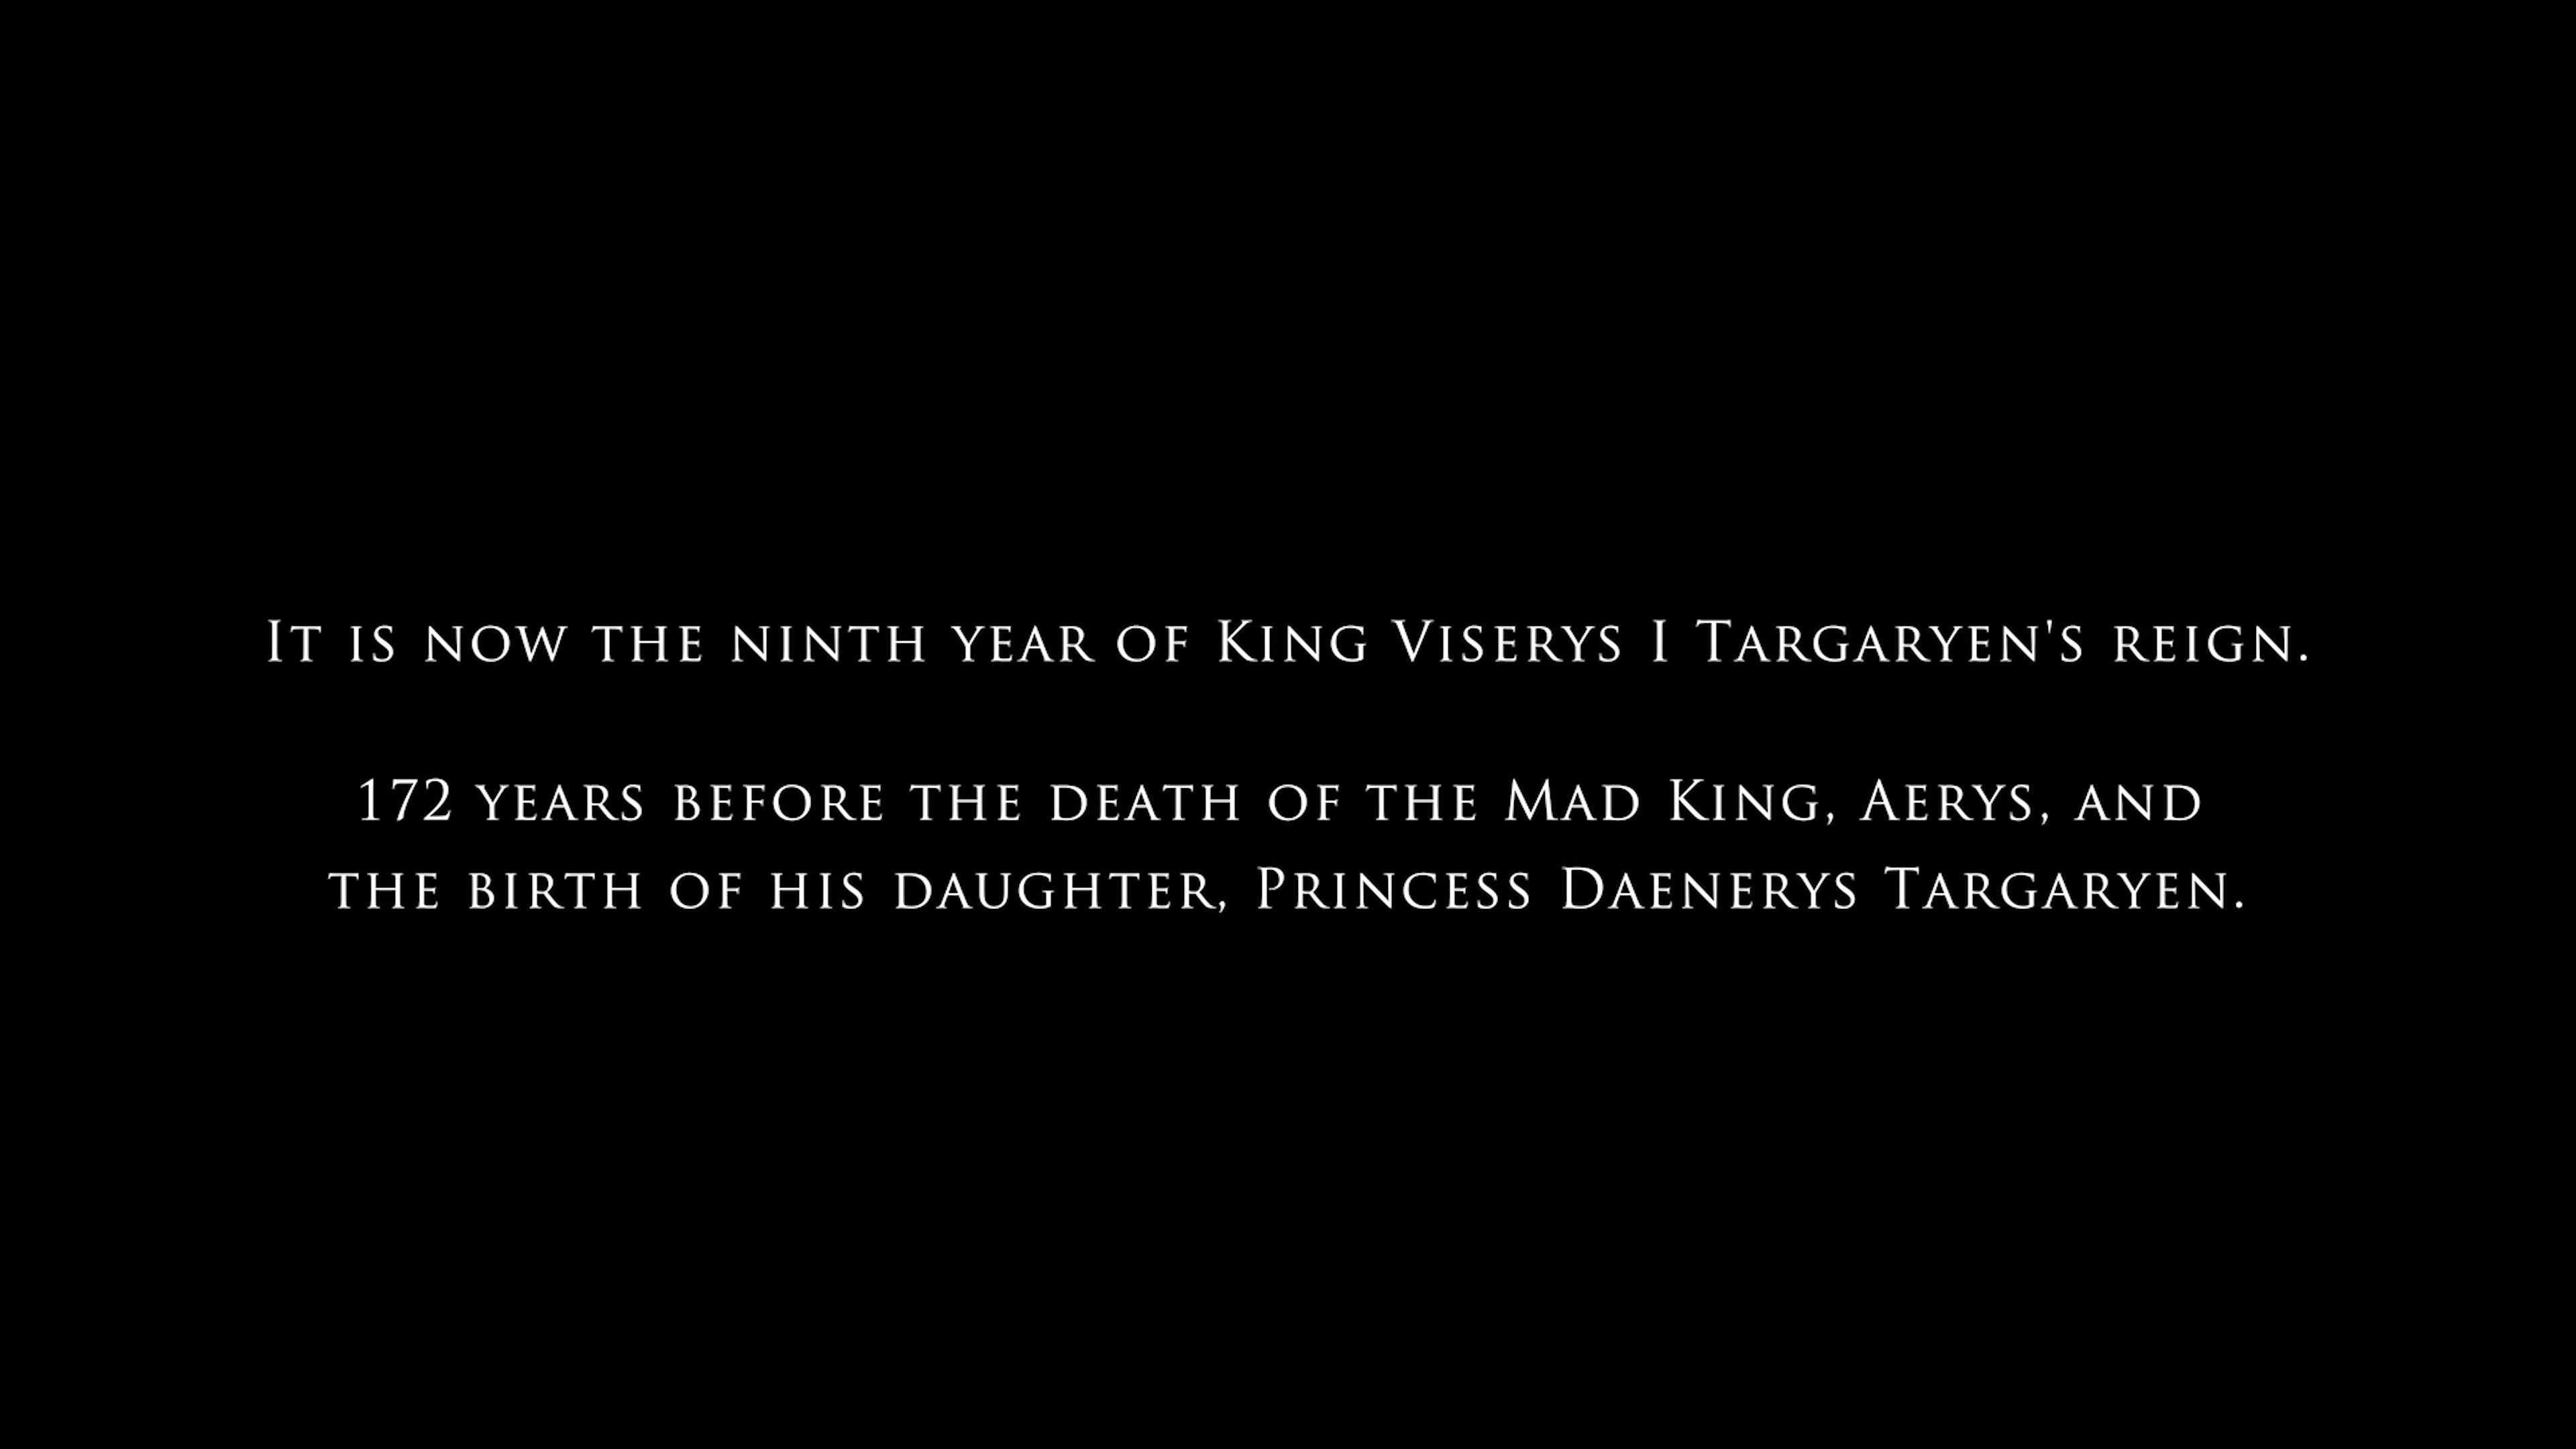 It is now the ninth year of King Viserys I Targaryen's reign.
172 years before the death of the Mad King, Aerys, and
the birth of his daughter, Princess Daenerys Targaryen.